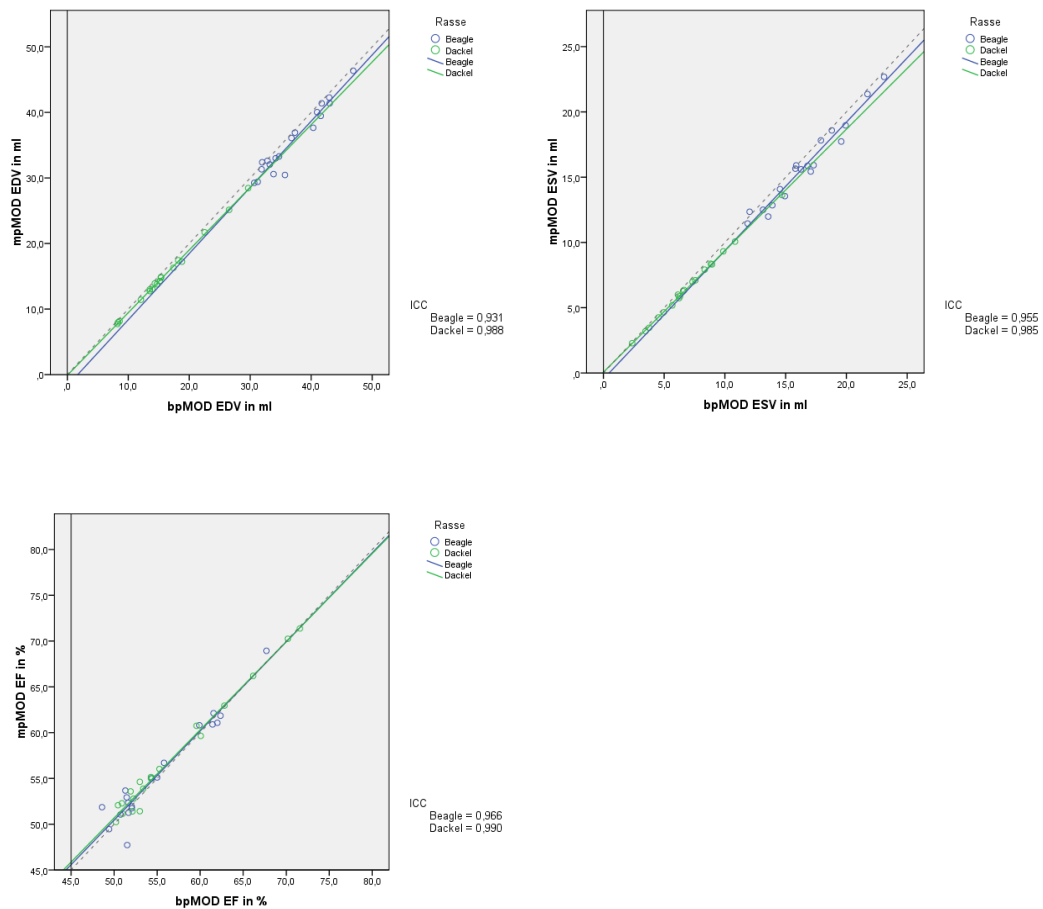 Rasse
Beagle
Dackel
Beagle
Dackel
50,0
40,0
30,0
20,0
10,0
,0
mpMOD EDV in ml
,0 10,0 20,0 30,0 40,0 50,0
bpMOD EDV in ml
ICC
Beagle = 0,931
Dackel = 0,988
Rasse
Beagle
Dackel
Beagle
Dackel
25,0
20,0
15,0
10,0
5,0
,0
mpMOD ESV in ml
,0 5,0 10,0 15,0 20,0 25,0
bpMOD ESV in ml
ICC
Beagle = 0,955
Dackel = 0,985
Rasse
Beagle
Dackel
Beagle
Dackel
80,0
75,0
70,0
65,0
60,0
55,0
50,0
45,0
mpMOD EF in %
45,0 50,0 55,0 60,0 65,0 70,0 75,0 80,0
bpMOD EF in %
ICC
Beagle = 0,966
Dackel = 0,990